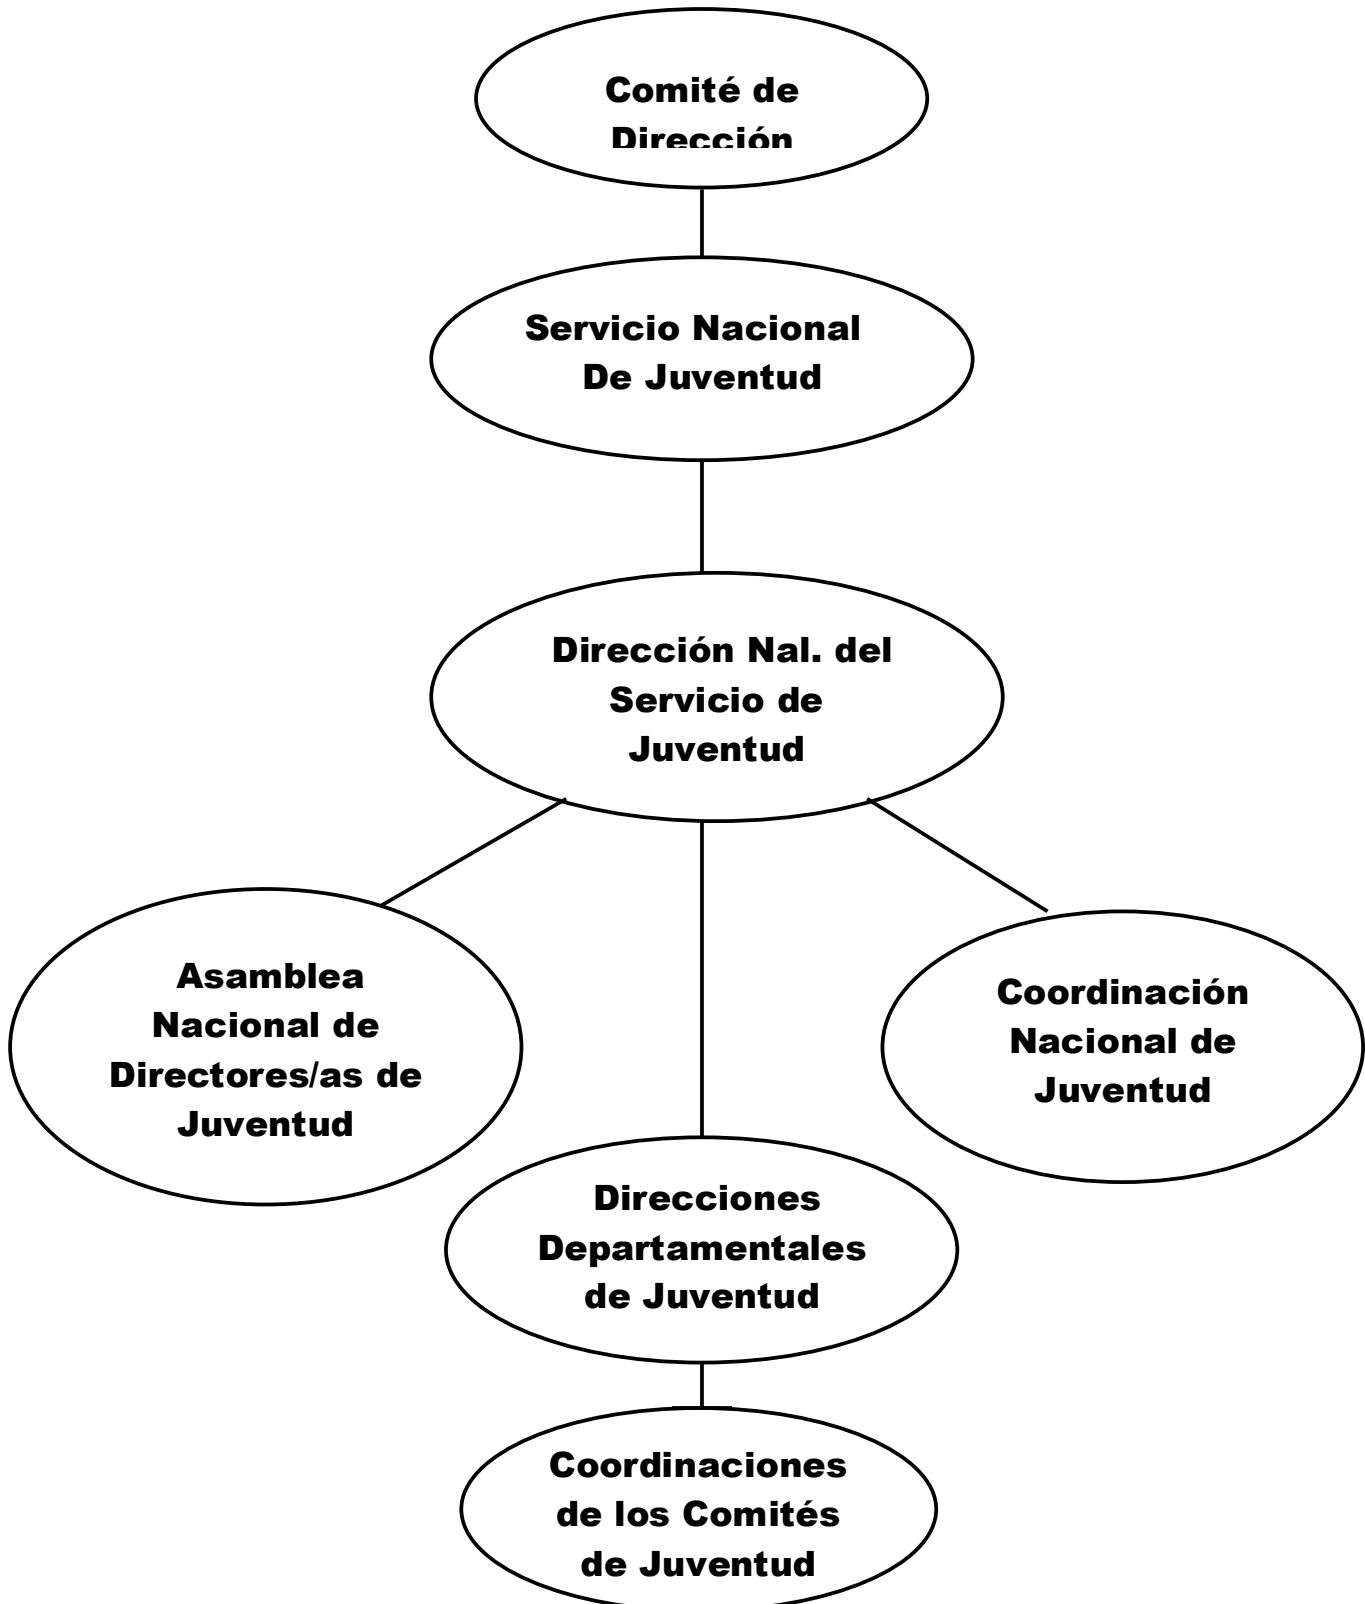 Comité de
Dirección
Servicio Nacional
De Juventud
Dirección Nal. del
Servicio de
Juventud
Asamblea
Nacional de
Directores/as de
Juventud
Coordinación
Nacional de
Juventud
Direcciones
Departamentales
de Juventud
Coordinaciones
de los Comités
de Juventud